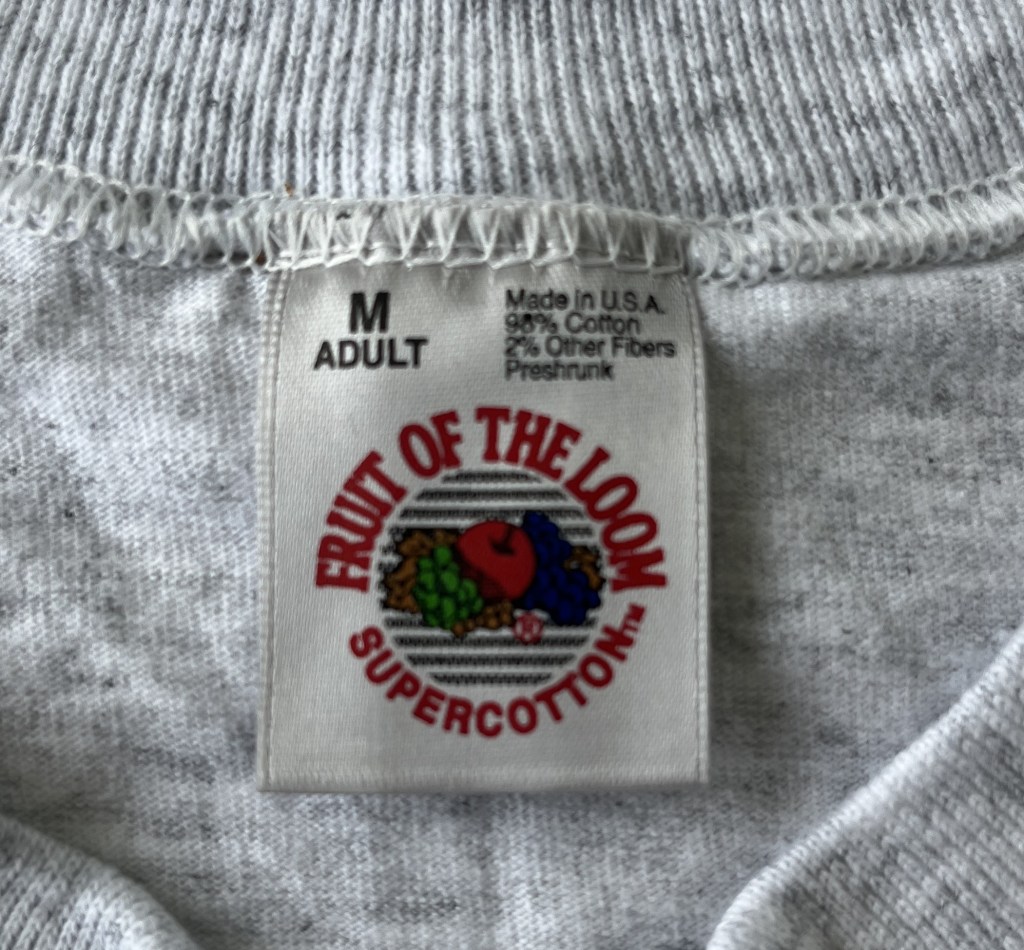 M
ADULT
Made in U.S.A.
98% Cotton
2% Other Fibers
Preshrunk
FRUIT OF THE LOOM
®
SUPERCOTTON™